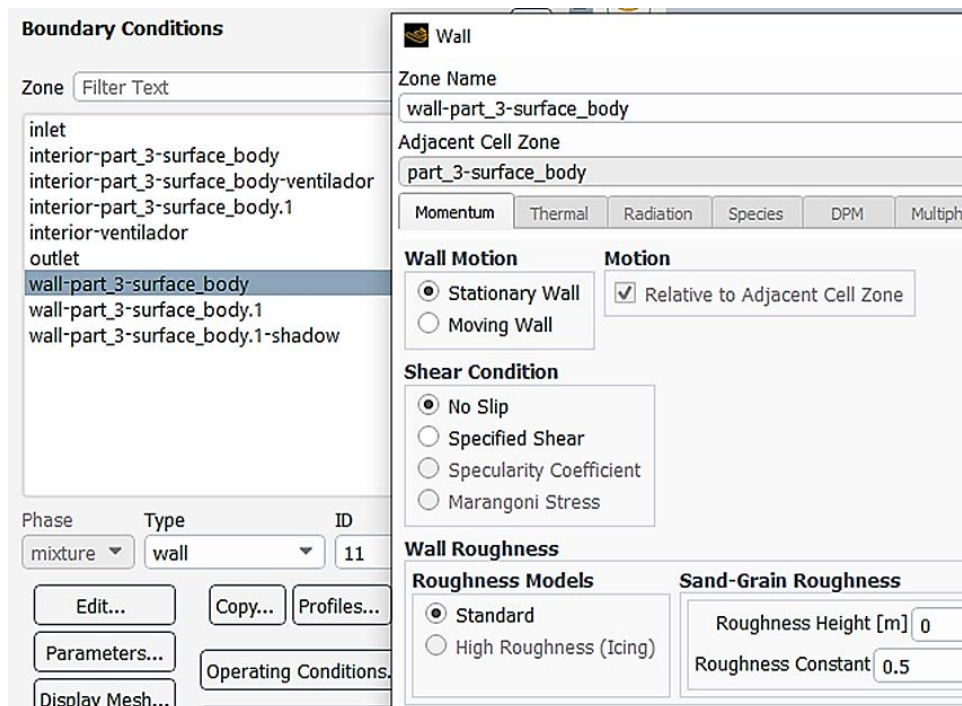 Boundary Conditions
Zone Filter Text
inlet
interior-part_3-surface_body
interior-part_3-surface_body-ventilador
interior-part_3-surface_body.1
interior-ventilador
outlet
wall-part_3-surface_body
wall-part_3-surface_body.1
wall-part_3-surface_body.1-shadow
Phase Type ID
mixture wall 11
Edit... Copy... Profiles...
Parameters...
Operating Conditions.
Display Mesh...
Wall
Zone Name
wall-part_3-surface_body
Adjacent Cell Zone
part_3-surface_body
Momentum Thermal Radiation Species DPM Multiph
Wall Motion Motion
Stationary Wall Relative to Adjacent Cell Zone
Moving Wall
Shear Condition
No Slip
Specified Shear
Specularity Coefficient
Marangoni Stress
Wall Roughness
Roughness Models Sand-Grain Roughness
Standard Roughness Height [m] 0
High Roughness (Icing) Roughness Constant 0.5